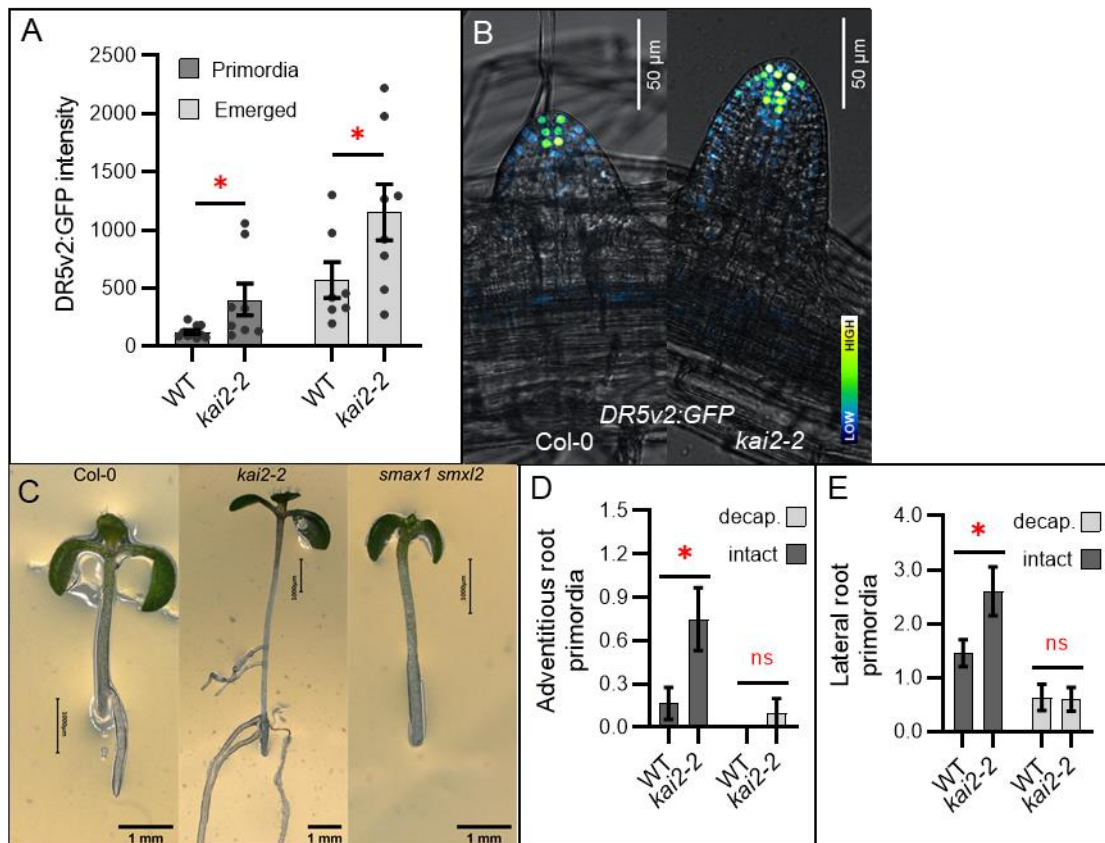 A
DR5v2:GFP intensity
2500
2000
1500
1000
500
0
Primordia
Emerged
*
*
WT
kai2-2
WT
kai2-2
B
50 µm
50 µm
HIGH
LOW
DR5v2:GFP
Col-0
kai2-2
C
Col-0
kai2-2
smax1 smxl2
1000µm
1000µm
1000µm
1 mm
1 mm
1 mm
D
Adventitious root
primordia
1.5
1.2
0.9
0.6
0.3
0.0
decap.
intact
*
ns
WT
kai2-2
WT
kai2-2
E
Lateral root
primordia
4.0
3.0
2.0
1.0
0.0
decap.
intact
*
ns
WT
kai2-2
WT
kai2-2